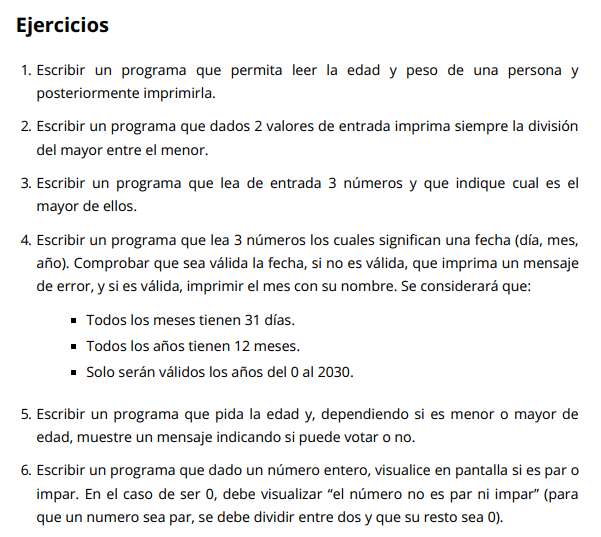 Ejercicios
1. Escribir un programa que permita leer la edad y peso de una persona y
posteriormente imprimirla.
2. Escribir un programa que dados 2 valores de entrada imprima siempre la división
del mayor entre el menor.
3. Escribir un programa que lea de entrada 3 números y que indique cual es el
mayor de ellos.
4. Escribir un programa que lea 3 números los cuales significan una fecha (día, mes,
año). Comprobar que sea válida la fecha, si no es válida, que imprima un mensaje
de error, y si es válida, imprimir el mes con su nombre. Se considerará que:
▪ Todos los meses tienen 31 días.
▪ Todos los años tienen 12 meses.
▪ Solo serán válidos los años del 0 al 2030.
5. Escribir un programa que pida la edad y, dependiendo si es menor o mayor de
edad, muestre un mensaje indicando si puede votar o no.
6. Escribir un programa que dado un número entero, visualice en pantalla si es par o
impar. En el caso de ser 0, debe visualizar “el número no es par ni impar” (para
que un numero sea par, se debe dividir entre dos y que su resto sea 0).